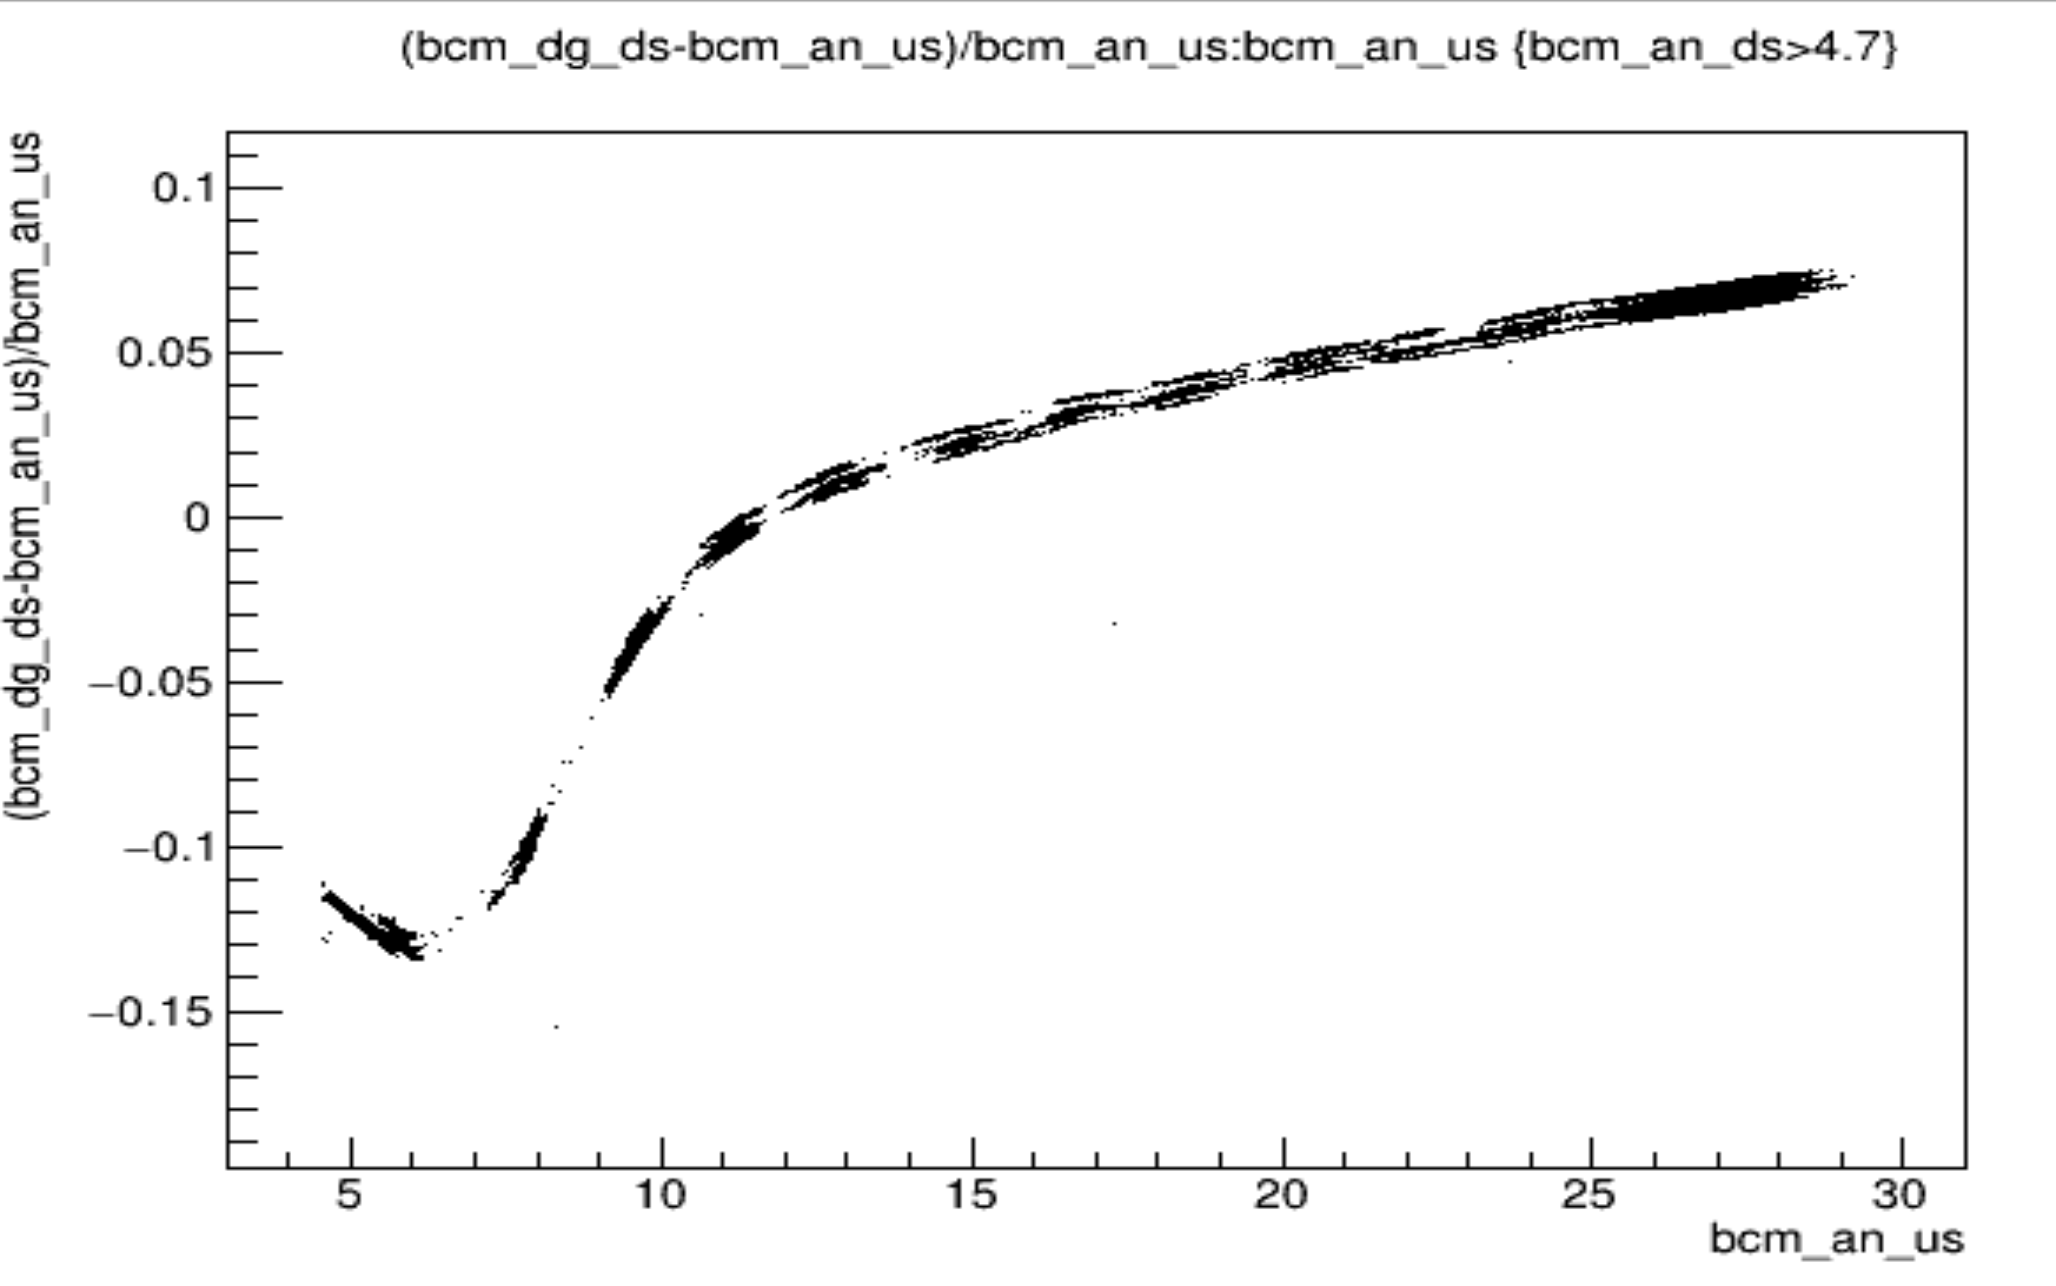 (bcm_dg_ds-bcm_an_us)/bcm_an_us:bcm_an_us {bcm_an_ds>4.7}
(bcm_dg_ds-bcm_an_us)/bcm_an_us
0.1
0.05
0
−0.05
−0.1
−0.15
5 10 15 20 25 30
bcm_an_us